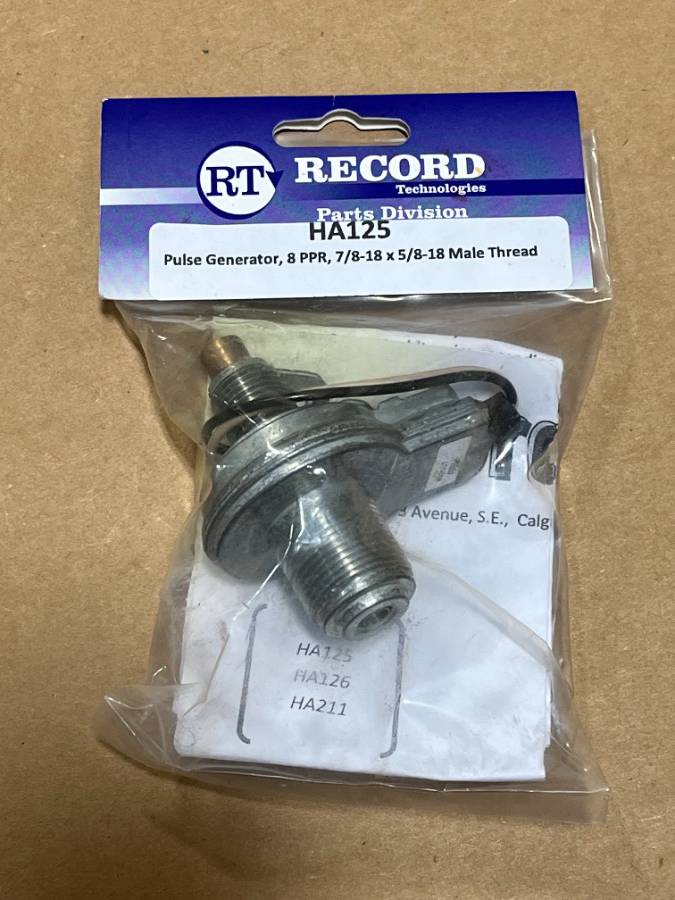 RT
RECORD
Technologies
Parts Division
HA125
Pulse Generator, 8 PPR, 7/8-18 x 5/8-18 Male Thread
Avenue, S.E., Calg
HA125
HA126
HA211